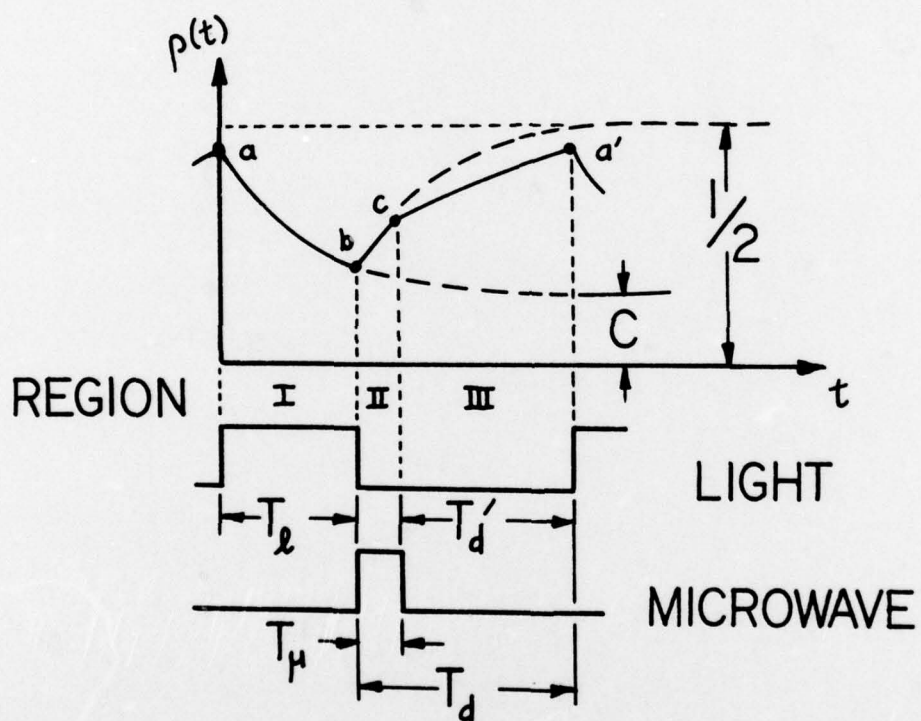 ρ(t)
a
b
c
a'
1/2
C
t
REGION I II III
LIGHT
T_ℓ T_d'
MICROWAVE
T_μ
T_d